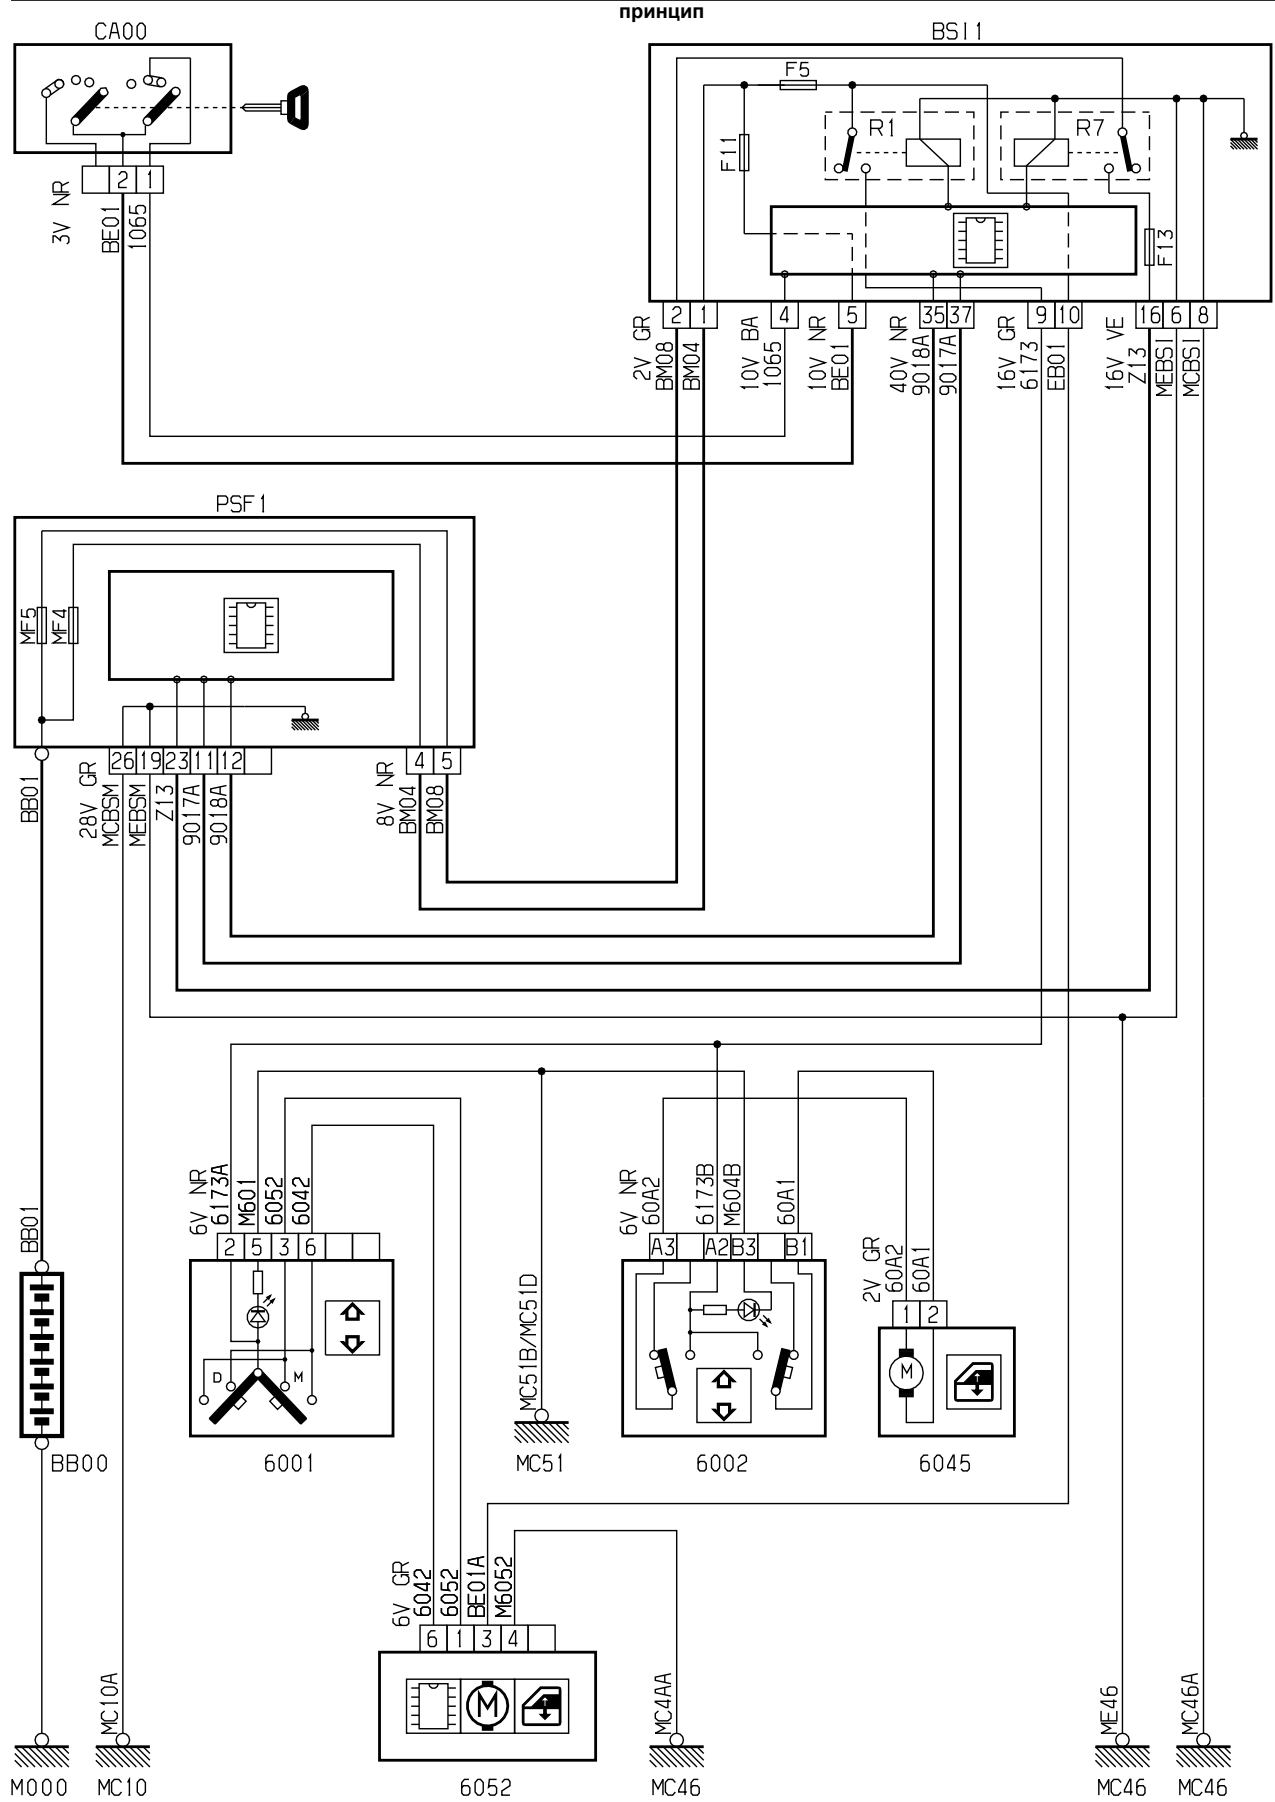 принцип
CA00
BSI1
F5
R1
R7
F11
F13
2
1
3V NR
BE01
1065
2
1
4
5
35
37
9
10
16
6
8
2V GR
BM08
BM04
10V BA
1065
10V NR
BE01
40V NR
9018A
9017A
16V GR
6173
EB01
16V VE
Z13
MEBSI
MCBSI
PSF1
MF5
MF4
26
19
23
11
12
4
5
BB01
28V GR
MCBSM
MEBSM
Z13
9017A
9018A
8V NR
BM04
BM08
6V NR
6173A
M601
6052
6042
6V NR
60A2
6173B
M604B
60A1
2
5
3
6
A3
A2
B3
B1
2V GR
60A2
60A1
1
2
BB01
MC51B/MC51D
D
M
M
BB00
6001
MC51
6002
6045
6V GR
6042
6052
BE01A
M6052
6
1
3
4
M
MC10A
MC4AA
ME46
MC46A
M000
MC10
6052
MC46
MC46
MC46